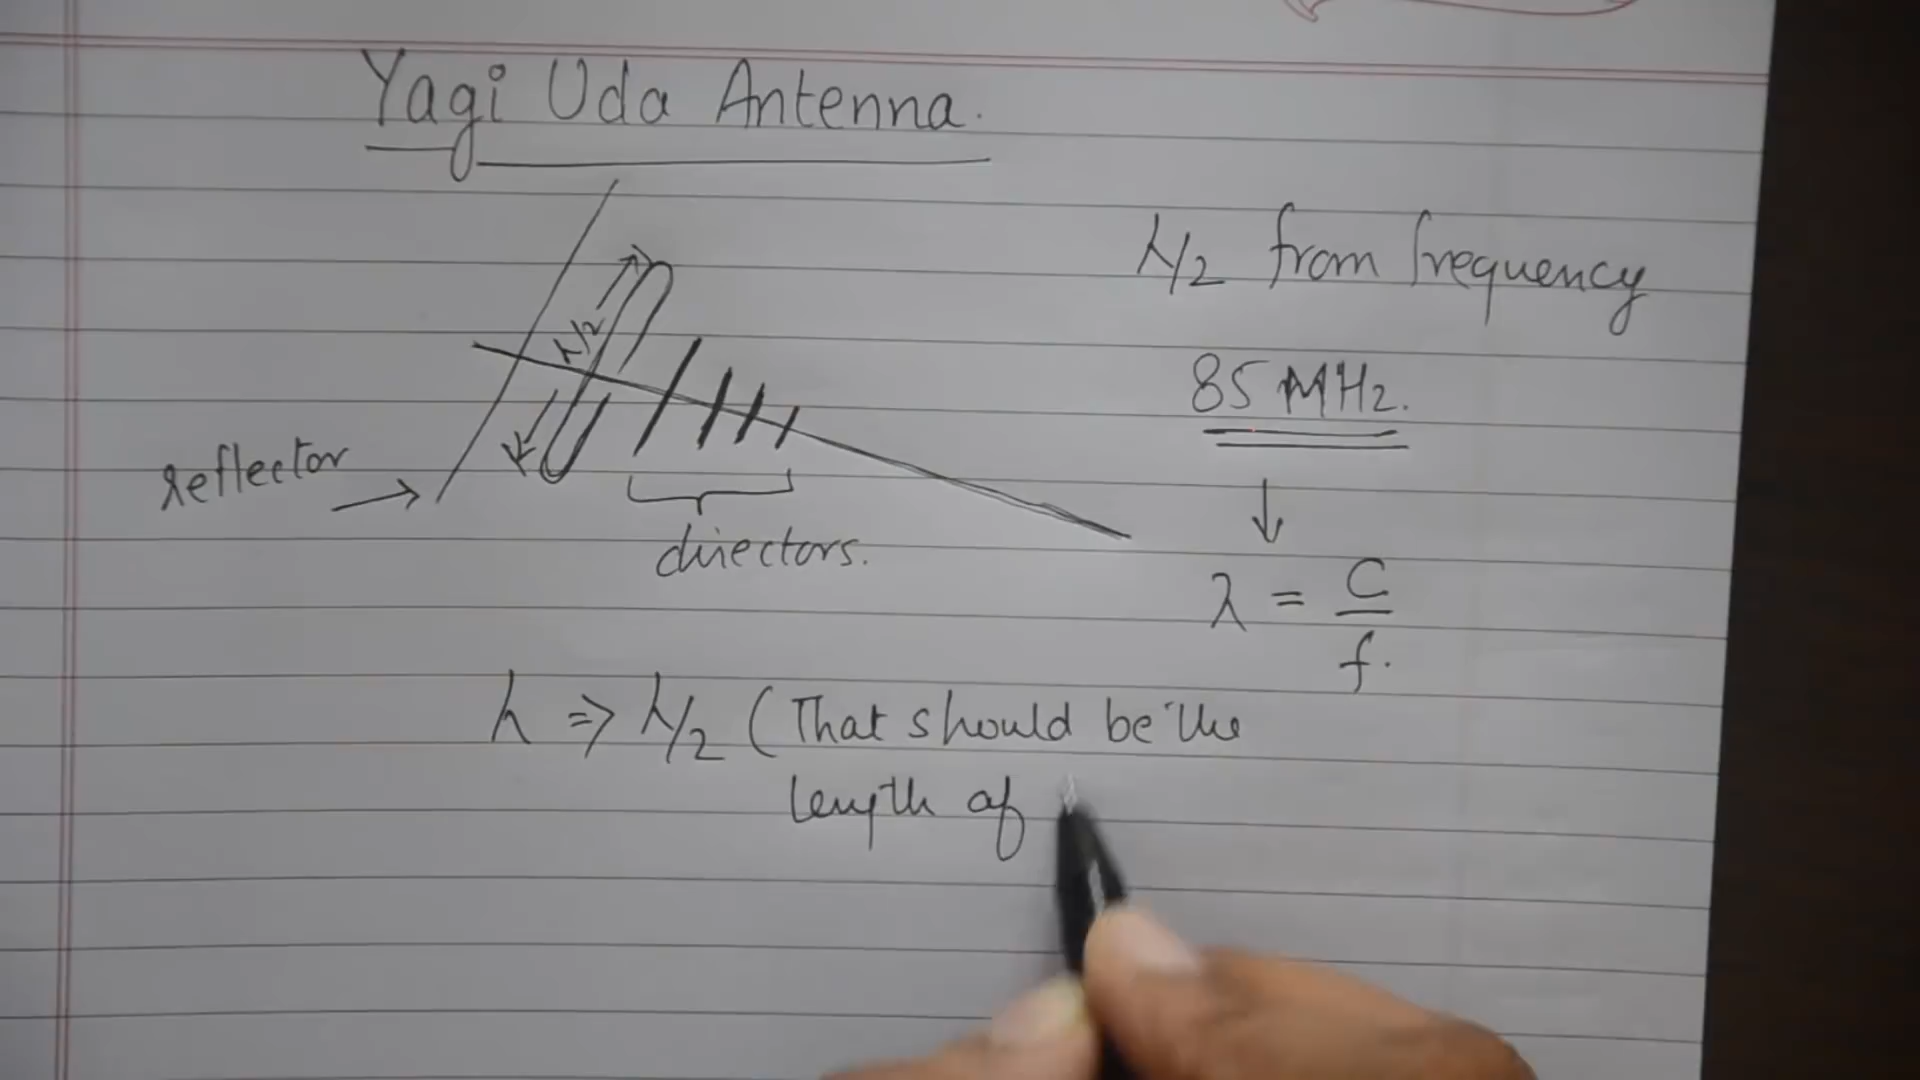 Yagi Uda Antenna.
λ/2 from frequency
λ/2
85 MHz.
reflector
directors.
λ = C/f.
λ ⇒ λ/2 (That should be the
length of